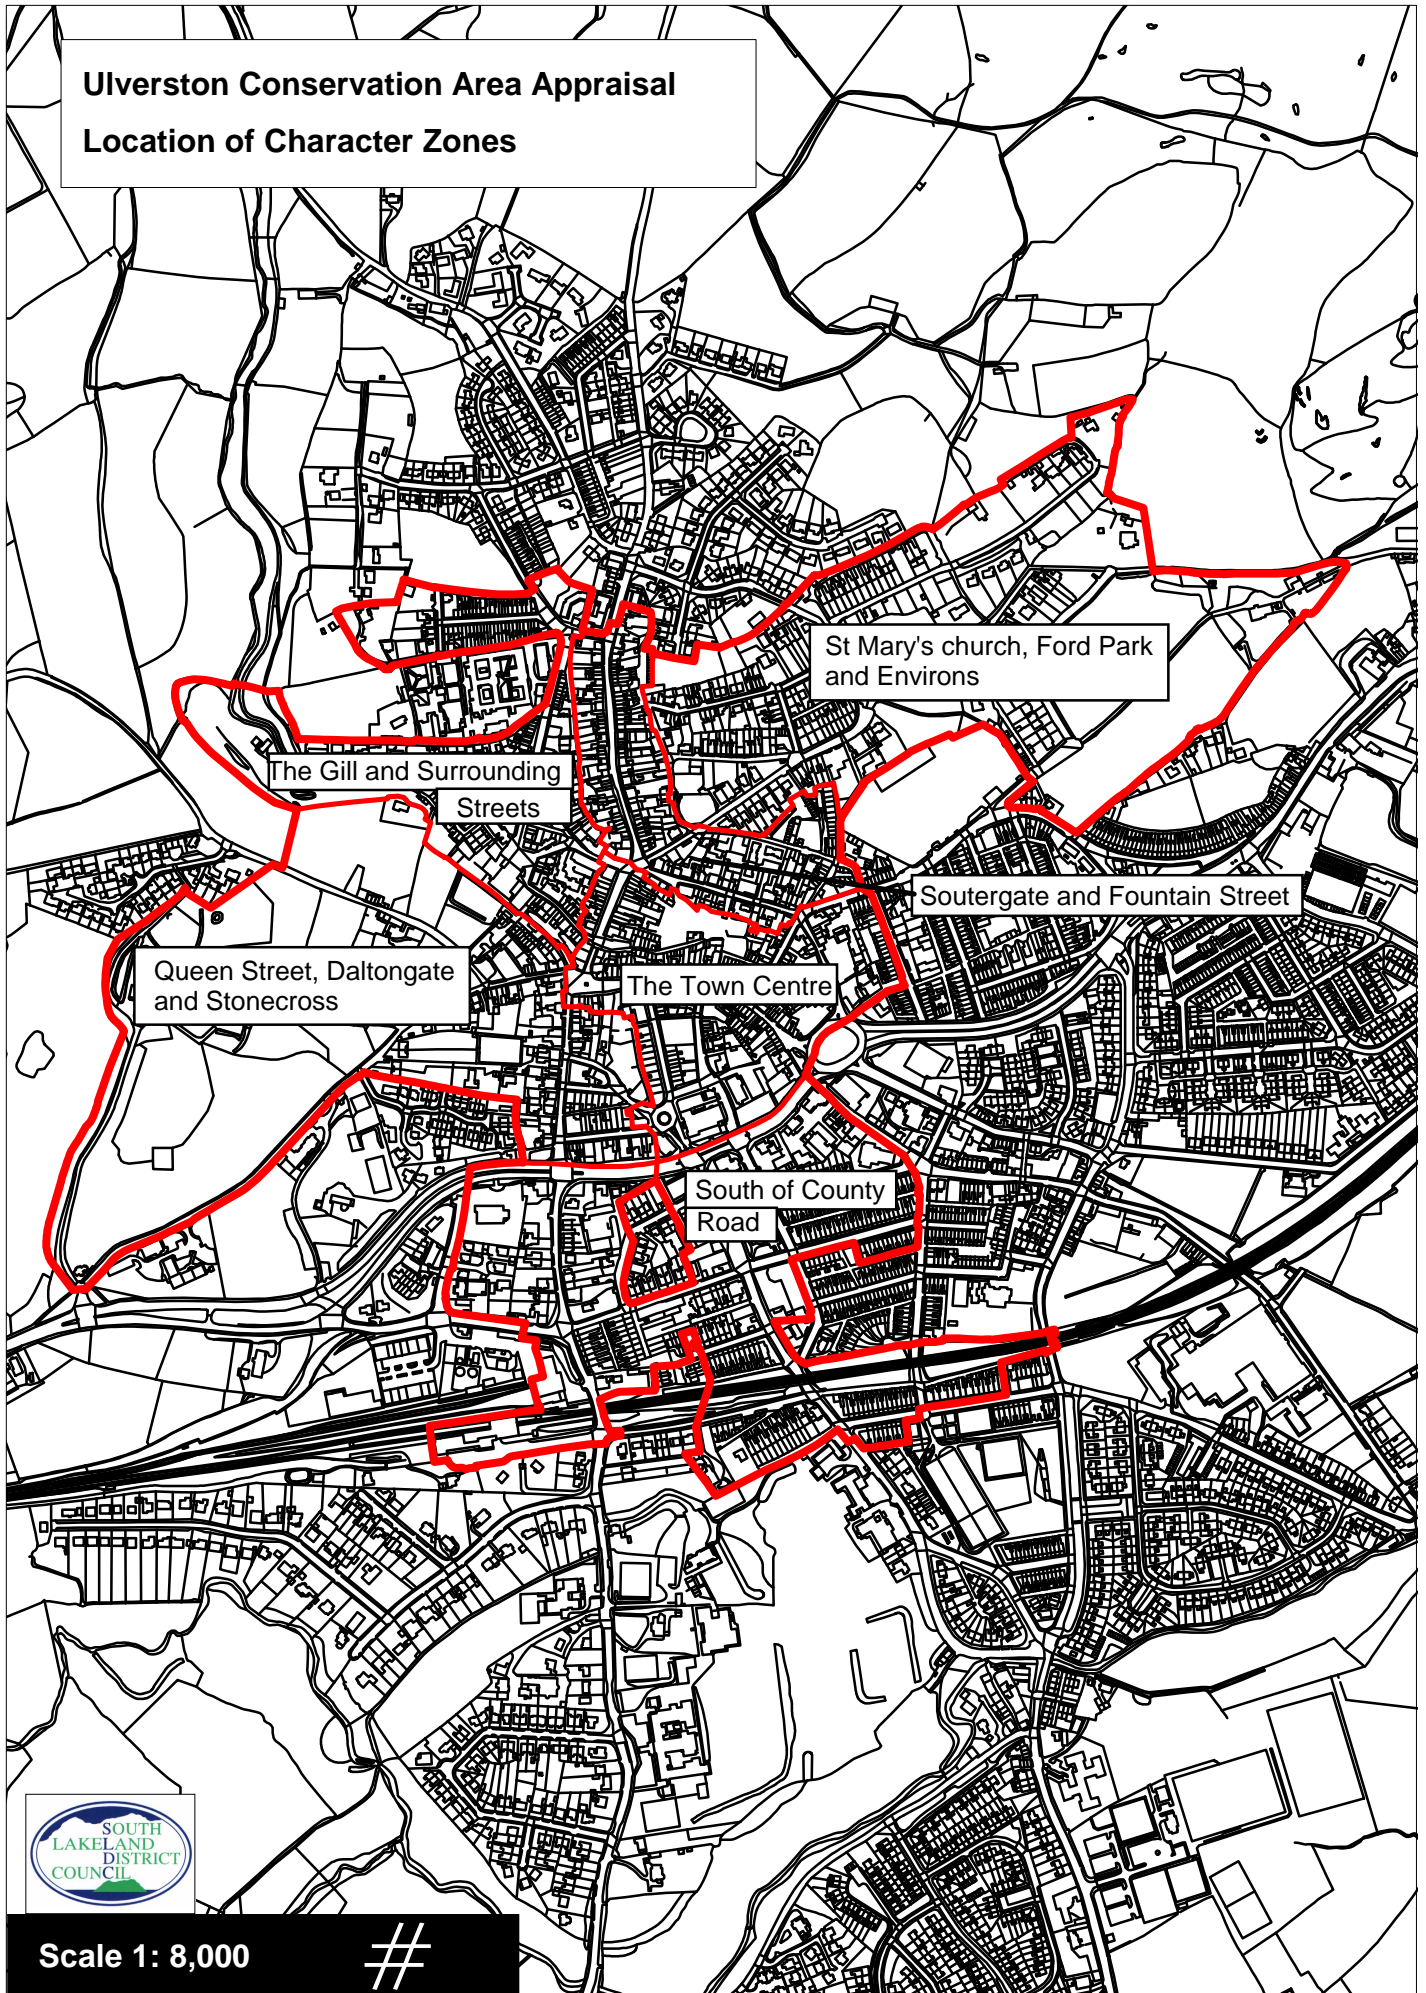 Ulverston Conservation Area Appraisal
Location of Character Zones
St Mary's church, Ford Park
and Environs
The Gill and Surrounding
Streets
Soutergate and Fountain Street
Queen Street, Daltongate
and Stonecross
The Town Centre
South of County
Road
SOUTH
LAKELAND
DISTRICT
COUNCIL
Scale 1: 8,000
#